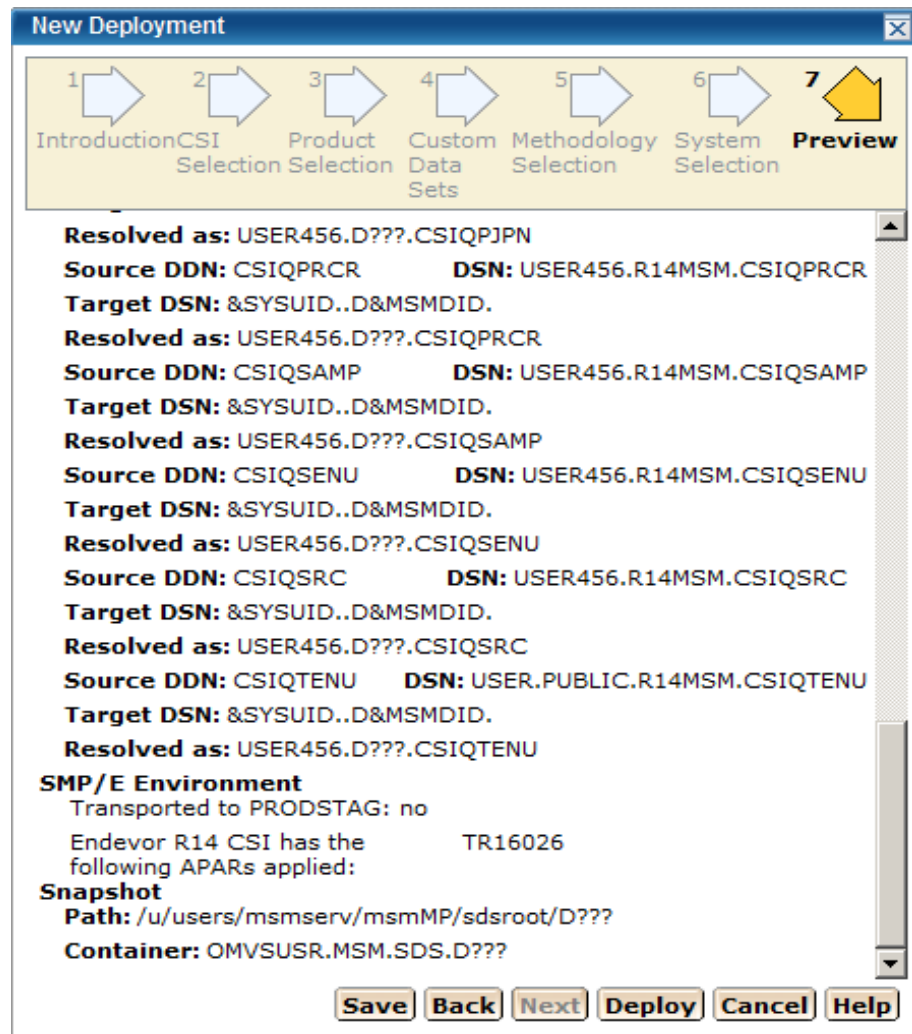 New Deployment
1 2 3 4 5 6 7
Introduction CSI Selection Product Selection Custom Data Sets Methodology Selection System Selection Preview
Resolved as: USER456.D???.CSIQPJPN
Source DDN: CSIQPRCR DSN: USER456.R14MSM.CSIQPRCR
Target DSN: &SYSUID..D&MSMDID.
Resolved as: USER456.D???.CSIQPRCR
Source DDN: CSIQSAMP DSN: USER456.R14MSM.CSIQSAMP
Target DSN: &SYSUID..D&MSMDID.
Resolved as: USER456.D???.CSIQSAMP
Source DDN: CSIQSENU DSN: USER456.R14MSM.CSIQSENU
Target DSN: &SYSUID..D&MSMDID.
Resolved as: USER456.D???.CSIQSENU
Source DDN: CSIQSRC DSN: USER456.R14MSM.CSIQSRC
Target DSN: &SYSUID..D&MSMDID.
Resolved as: USER456.D???.CSIQSRC
Source DDN: CSIQTENU DSN: USER.PUBLIC.R14MSM.CSIQTENU
Target DSN: &SYSUID..D&MSMDID.
Resolved as: USER456.D???.CSIQTENU
SMP/E Environment
Transported to PRODSTAG: no
Endevor R14 CSI has the TR16026
following APARs applied:
Snapshot
Path: /u/users/msmserv/msmMP/sdsroot/D???
Container: OMVSUSR.MSM.SDS.D???
Save Back Next Deploy Cancel Help